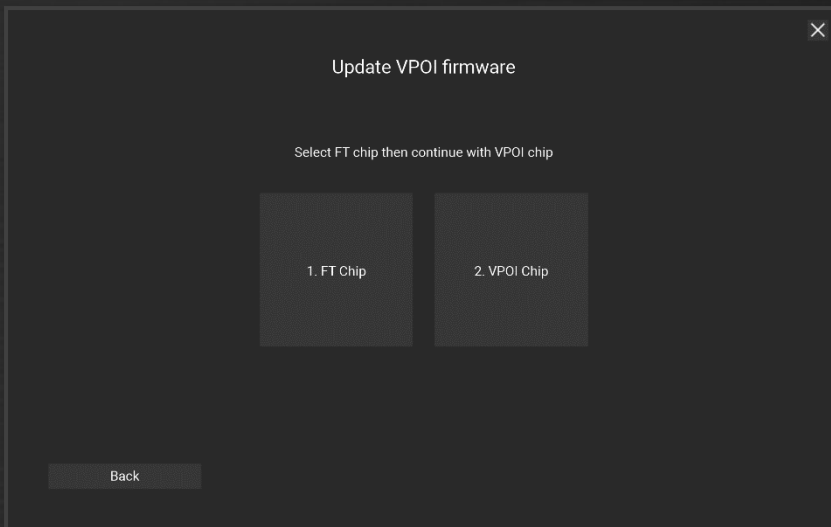 Update VPOI firmware
Select FT chip then continue with VPOI chip
1. FT Chip
2. VPOI Chip
Back